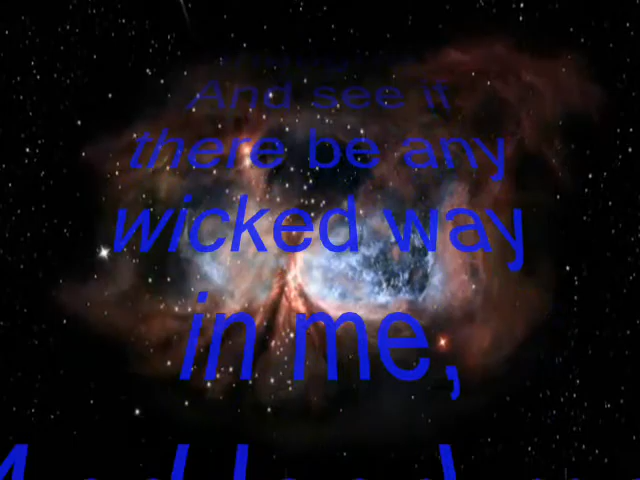 And see if
there be any
wicked way
in me,